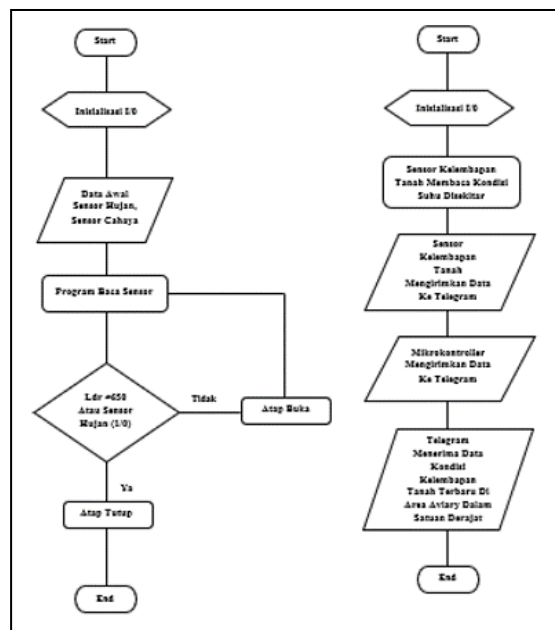 Start
Inisialisasi I/0
Data Awal
Sensor Hujan,
Sensor Cahaya
Program Baca Sensor
Ldr =650
Atau Sensor
Hujan (I/0)
Tidak
Atap Buka
Ya
Atap Tutup
End
Start
Inisialisasi I/0
Sensor Kelembapan
Tanah Membaca Kondisi
Suhu Disekitar
Sensor
Kelembapan
Tanah
Mengirimkan Data
Ke Telegram
Mikrokontroller
Mengirimkan Data
Ke Telegram
Telegram
Menerima Data
Kondisi
Kelembapan
Tanah Terbaru Di
Area Aviary Dalam
Satuan Derajat
End